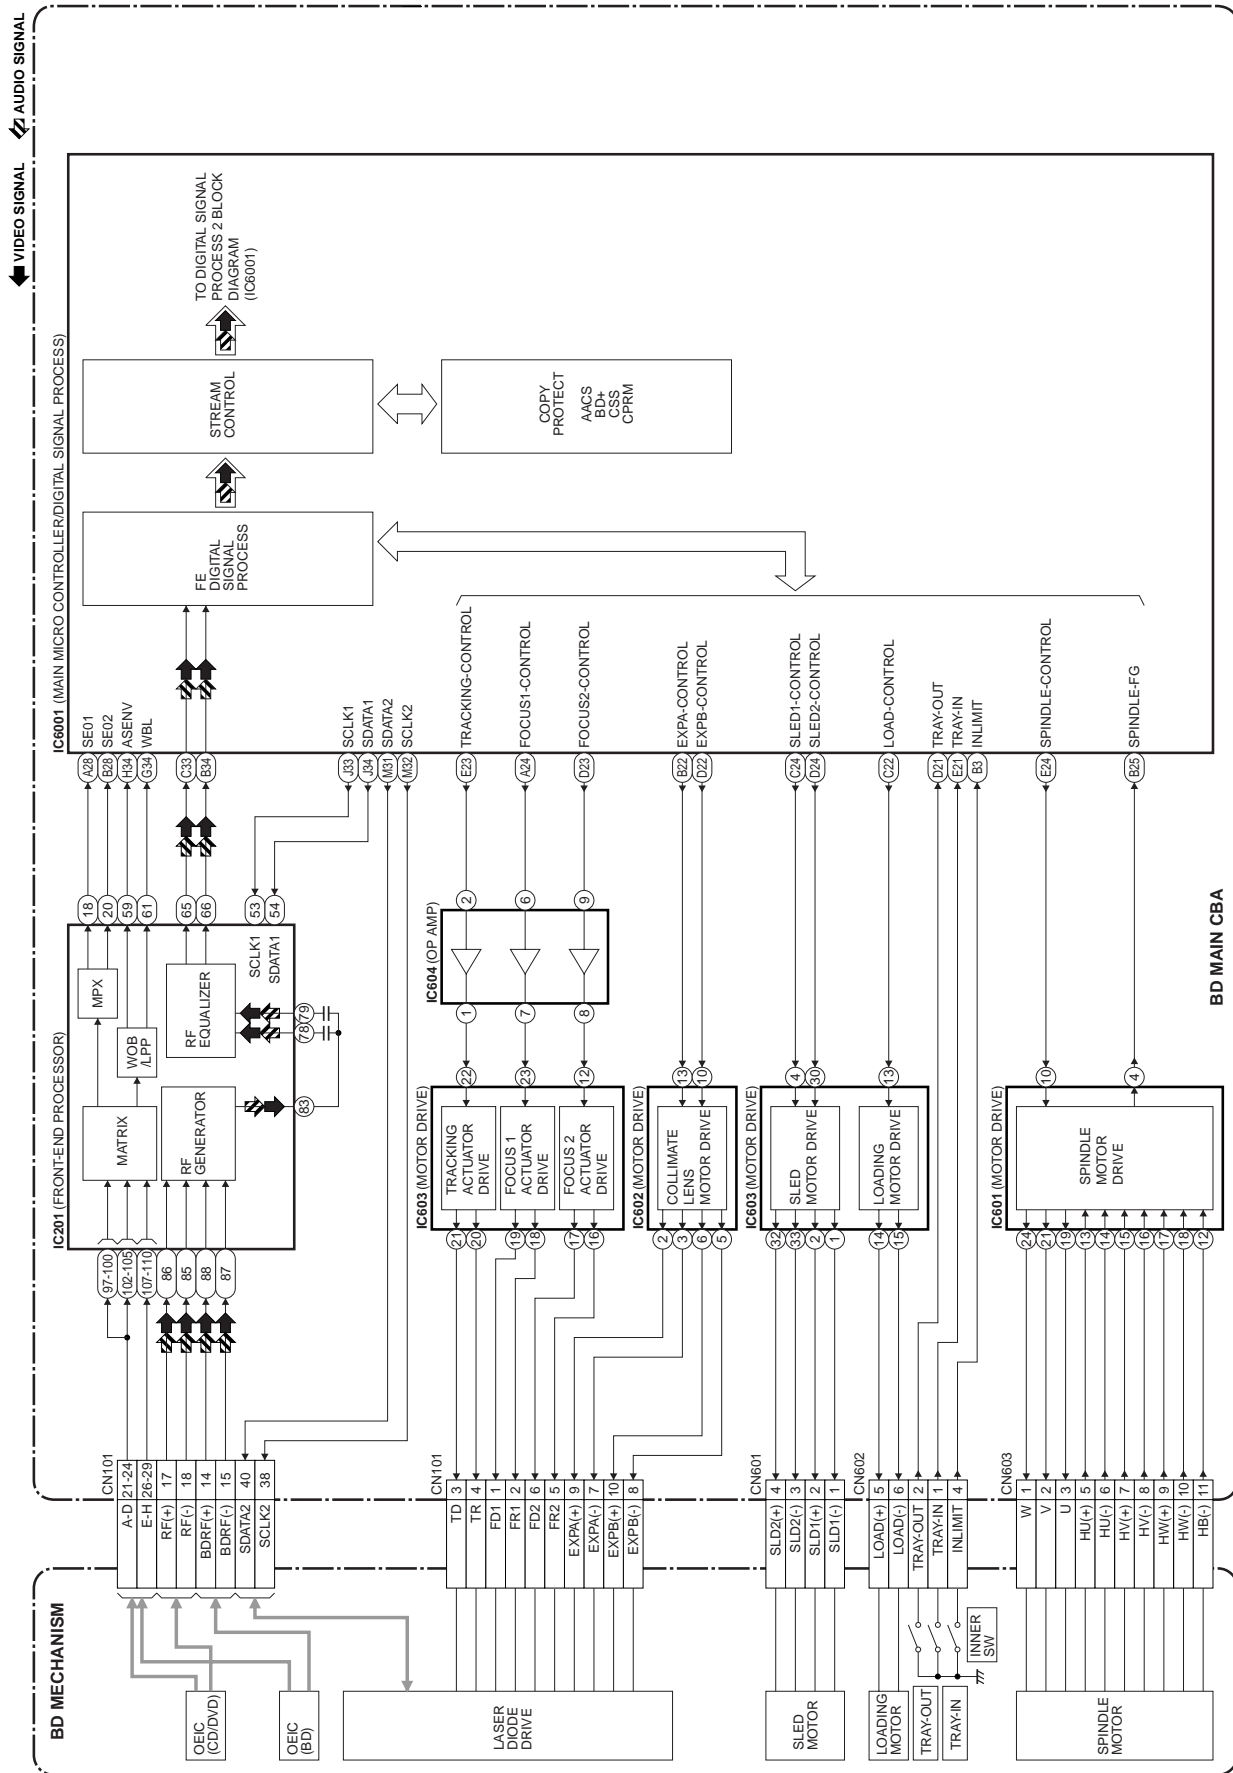 VIDEO SIGNAL
AUDIO SIGNAL
BD MECHANISM
OEIC
(CD/DVD)
OEIC
(BD)
LASER
DIODE
DRIVE
SLED
MOTOR
LOADING
MOTOR
TRAY-OUT
TRAY-IN
INNER
SW
SPINDLE
MOTOR
CN101
A-D 21-24
E-H 26-29
RF(+) 17
RF(-) 18
BDRF(+) 14
BDRF(-) 15
SDATA2 40
SCLK2 38
CN101
TD 3
TR 4
FD1 1
FR1 2
FD2 6
FR2 5
EXPA(+) 9
EXPA(-) 7
EXPB(+) 10
EXPB(-) 8
CN601
SLD2(+) 4
SLD2(-) 3
SLD1(+) 2
SLD1(-) 1
CN602
LOAD(+) 5
LOAD(-) 6
TRAY-OUT 2
TRAY-IN 1
INLIMIT 4
CN603
W 1
V 2
U 3
HU(+) 5
HU(-) 6
HV(+) 7
HV(-) 8
HW(+) 9
HW(-) 10
HB(-) 11
IC201 (FRONT-END PROCESSOR)
97-100
102-105
107-110
86
85
88
87
MATRIX
RF
GENERATOR
MPX
WOB
/LPP
RF
EQUALIZER
83
78
79
SCLK1
SDATA1
18
20
59
61
65
66
53
54
IC603 (MOTOR DRIVE)
21
20
19
18
17
16
TRACKING
ACTUATOR
DRIVE
FOCUS 1
ACTUATOR
DRIVE
FOCUS 2
ACTUATOR
DRIVE
22
23
12
IC604 (OP AMP)
1
7
8
2
6
9
IC602 (MOTOR DRIVE)
2
3
6
5
COLLIMATE
LENS
MOTOR DRIVE
13
10
IC603 (MOTOR DRIVE)
32
33
2
1
14
15
SLED
MOTOR DRIVE
LOADING
MOTOR DRIVE
4
30
13
IC601 (MOTOR DRIVE)
24
21
19
13
14
15
16
17
18
12
SPINDLE
MOTOR
DRIVE
10
4
BD MAIN CBA
IC6001 (MAIN MICRO CONTROLLER/DIGITAL SIGNAL PROCESS)
A28 SE01
B28 SE02
H34 ASENV
G34 WBL
C33
B34
J33 SCLK1
J34 SDATA1
M31 SDATA2
M32 SCLK2
E23 TRACKING-CONTROL
A24 FOCUS1-CONTROL
D23 FOCUS2-CONTROL
B22 EXPA-CONTROL
D22 EXPB-CONTROL
C24 SLED1-CONTROL
D24 SLED2-CONTROL
C22 LOAD-CONTROL
D21 TRAY-OUT
E21 TRAY-IN
B3 INLIMIT
E24 SPINDLE-CONTROL
B25 SPINDLE-FG
FE
DIGITAL
SIGNAL
PROCESS
STREAM
CONTROL
COPY
PROTECT
AACS
BD+
CSS
CPRM
TO DIGITAL SIGNAL
PROCESS 2 BLOCK
DIAGRAM
(IC6001)